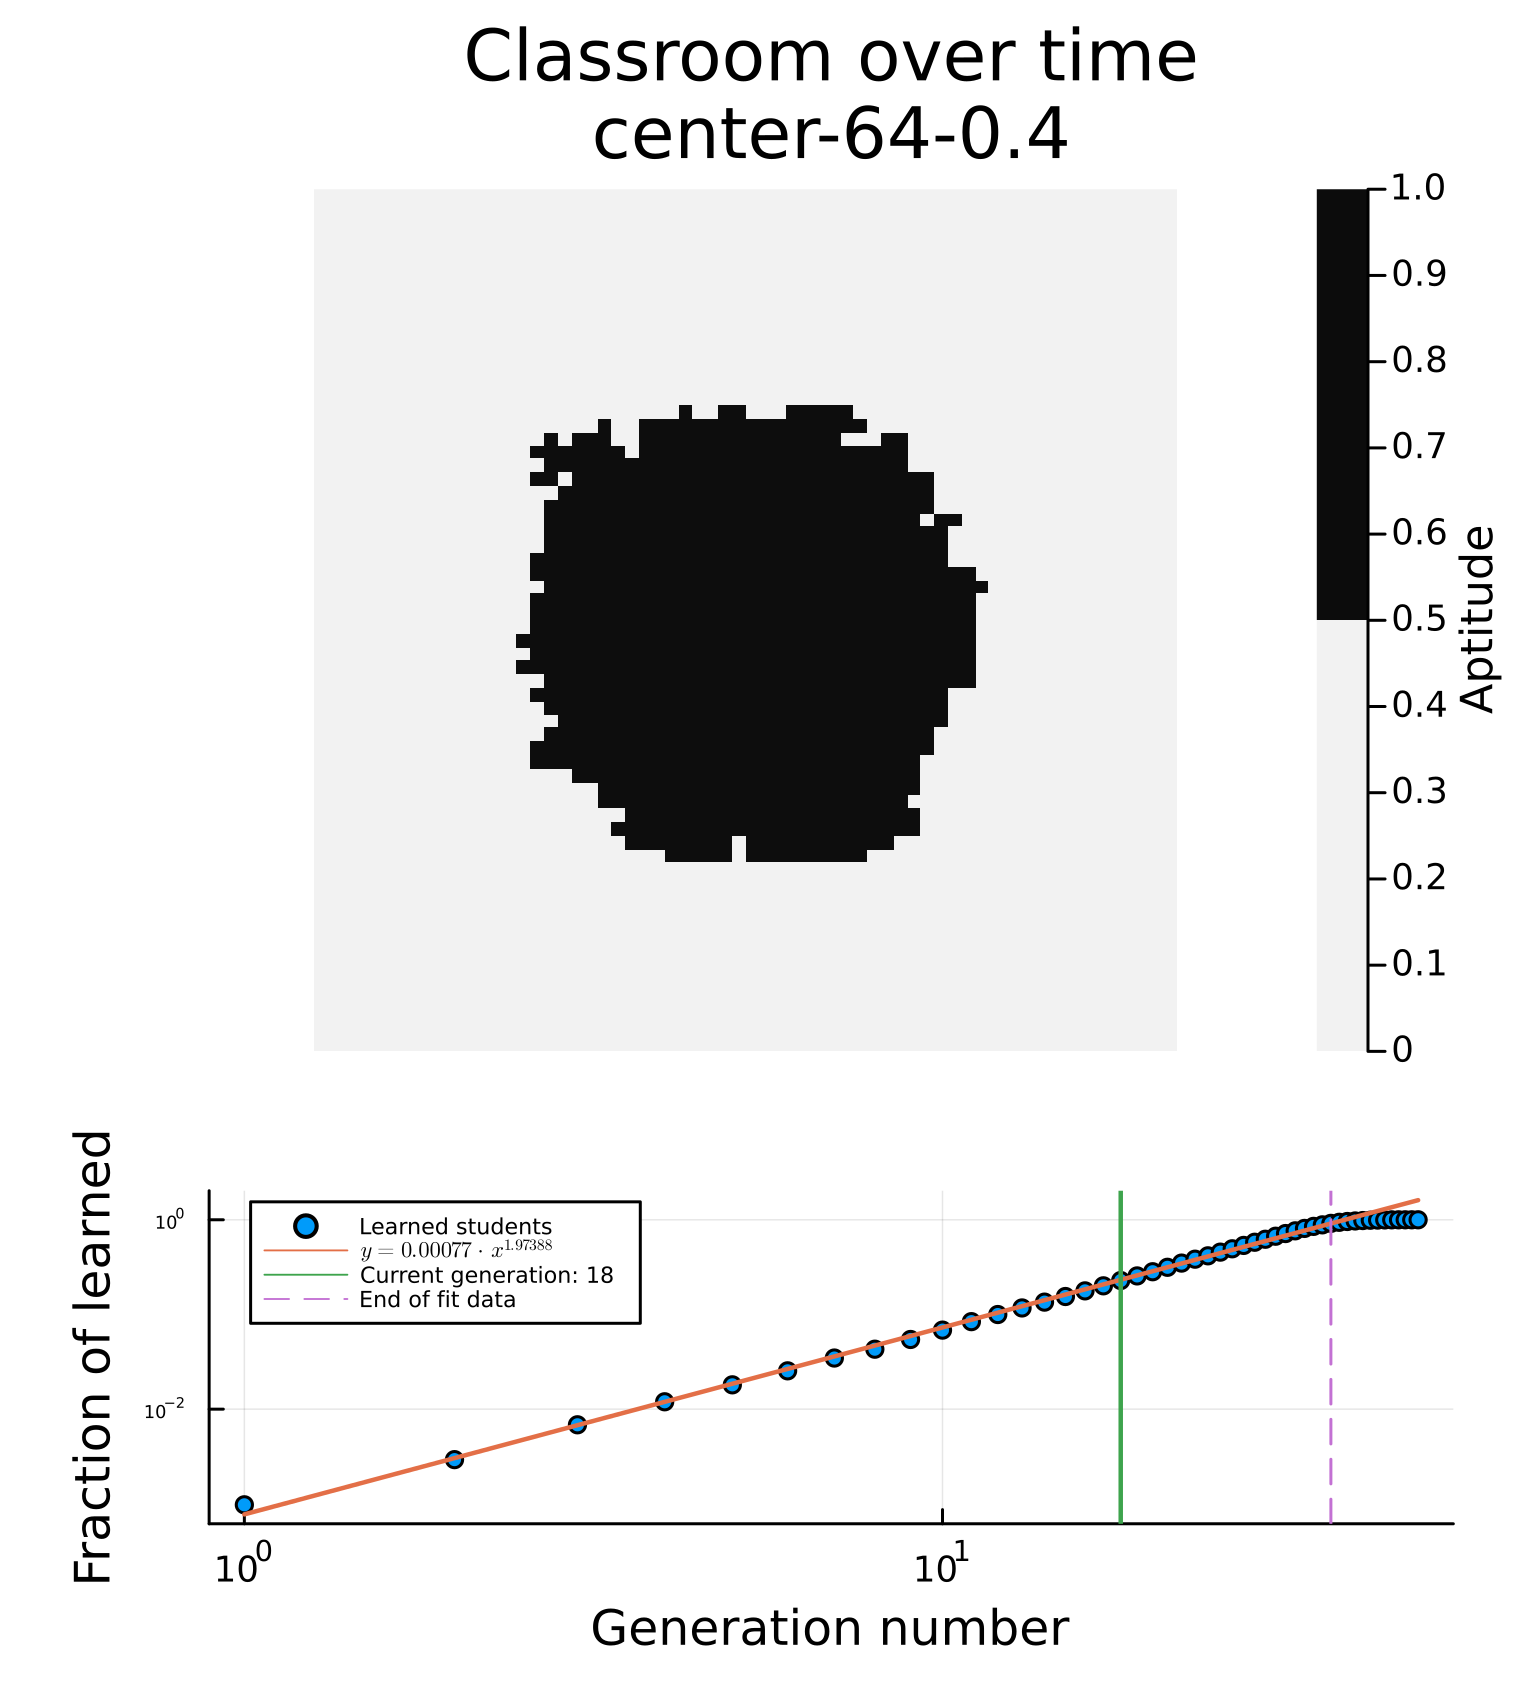 Classroom over time
center-64-0.4
1.0
0.9
0.8
0.7
0.6
0.5
0.4
0.3
0.2
0.1
0
Aptitude
Fraction of learned
10^0
10^-2
Learned students
y = 0.00077 · x^1.97388
Current generation: 18
End of fit data
10^0
10^1
Generation number